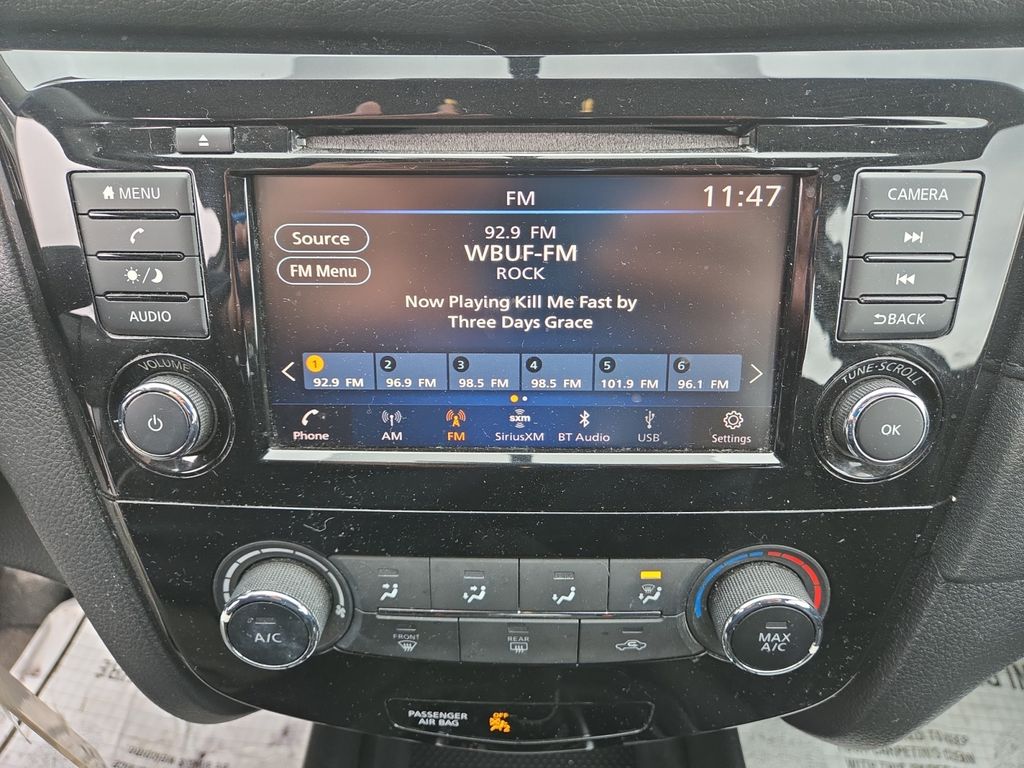 MENU
AUDIO
VOLUME
FM
11:47
Source
FM Menu
92.9 FM
WBUF-FM
ROCK
Now Playing Kill Me Fast by
Three Days Grace
1 2 3 4 5 6
92.9 FM 96.9 FM 98.5 FM 98.5 FM 101.9 FM 96.1 FM
Phone AM FM SiriusXM BT Audio USB Settings
sxm
CAMERA
BACK
TUNE·SCROLL
OK
A/C
FRONT
REAR
MAX
A/C
PASSENGER
AIR BAG
OFF